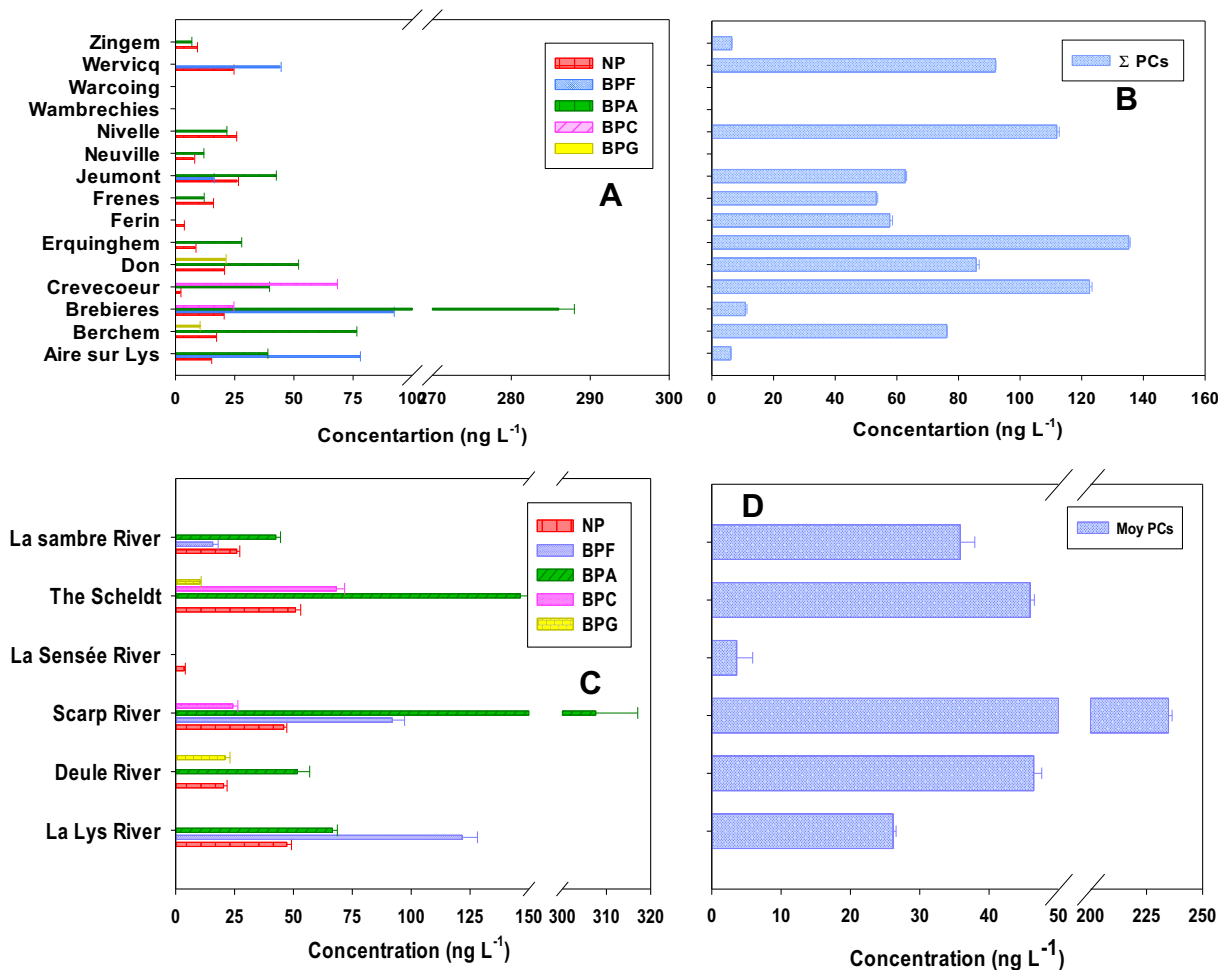 Zingem
Wervicq
Warcoing
Wambrechies
Nivelle
Neuville
Jeumont
Frenes
Ferin
Erquinghem
Don
Crevecoeur
Brebieres
Berchem
Aire sur Lys
NP
BPF
BPA
BPC
BPG
A
0 25 50 75 100 270 280 290 300
Concentartion (ng L⁻¹)
Σ PCs
B
0 20 40 60 80 100 120 140 160
Concentartion (ng L⁻¹)
La sambre River
The Scheldt
La Sensée River
Scarp River
Deule River
La Lys River
NP
BPF
BPA
BPC
BPG
C
0 25 50 75 100 125 150 300 310 320
Concentration (ng L⁻¹)
D
Moy PCs
0 10 20 30 40 50 200 225 250
Concentration (ng L⁻¹)